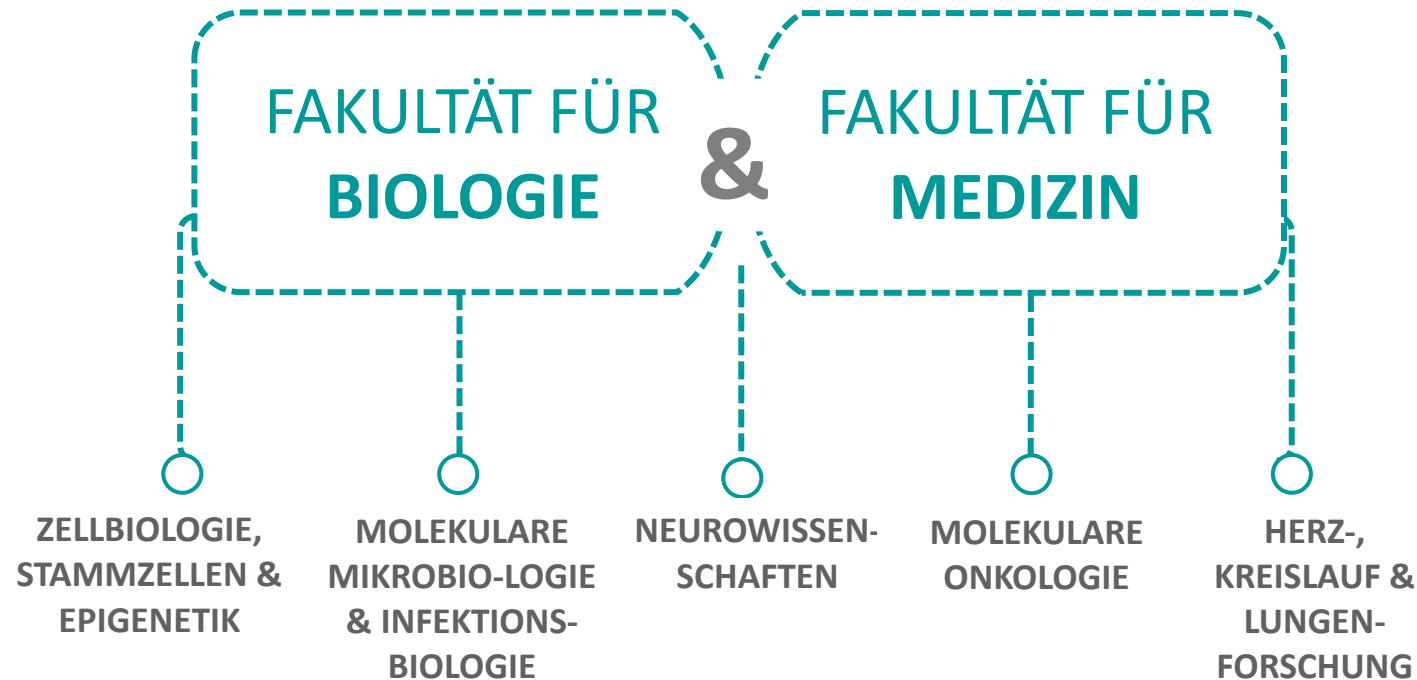 FAKULTÄT FÜR
BIOLOGIE
&
FAKULTÄT FÜR
MEDIZIN
ZELLBIOLOGIE,
STAMMZELLEN &
EPIGENETIK
MOLEKULARE
MIKROBIO-LOGIE
& INFEKTIONS-
BIOLOGIE
NEUROWISSEN-
SCHAFTEN
MOLEKULARE
ONKOLOGIE
HERZ-,
KREISLAUF &
LUNGEN-
FORSCHUNG